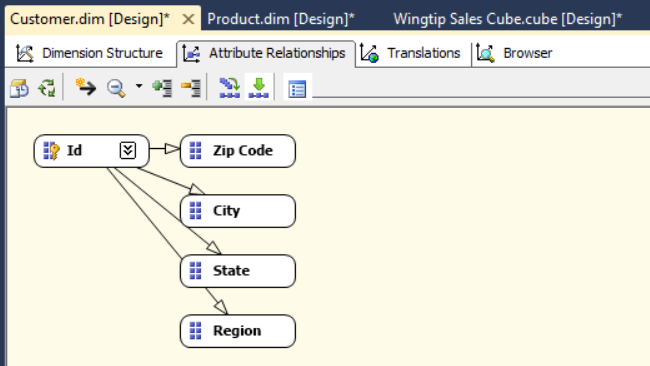 Customer.dim [Design]* Product.dim [Design]* Wingtip Sales Cube.cube [Design]*
Dimension Structure Attribute Relationships Translations Browser
Id Zip Code
City
State
Region